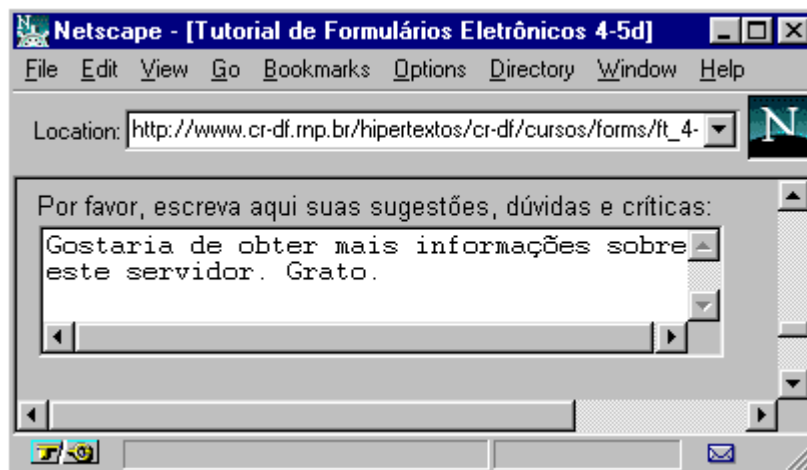 Netscape - [Tutorial de Formulários Eletrônicos 4-5d]
File Edit View Go Bookmarks Options Directory Window Help
Location: http://www.cr-df.rnp.br/hipertextos/cr-df/cursos/forms/ft_4-
N
Por favor, escreva aqui suas sugestões, dúvidas e críticas:
Gostaria de obter mais informações sobre
este servidor. Grato.